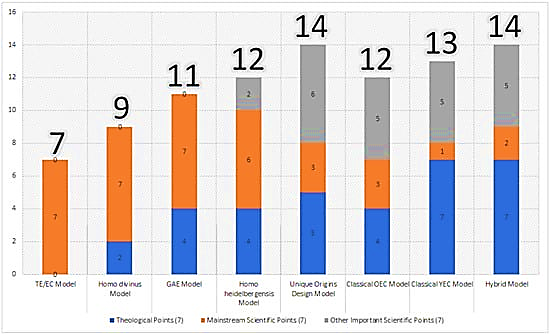 16
14
12
10
8
6
4
2
0
7
9
11
12
14
12
13
14
0
7
0
0
7
2
0
7
4
2
6
4
6
3
5
5
3
4
5
1
7
5
2
7
TE/EC Model
Homo divinus
Model
GAE Model
Homo
heidelbergensis
Model
Unique Origins
Design Model
Classical OEC Model
Classical YEC Model
Hybrid Model
Theological Points (7)
Mainstream Scientific Points (7)
Other Important Scientific Points (7)